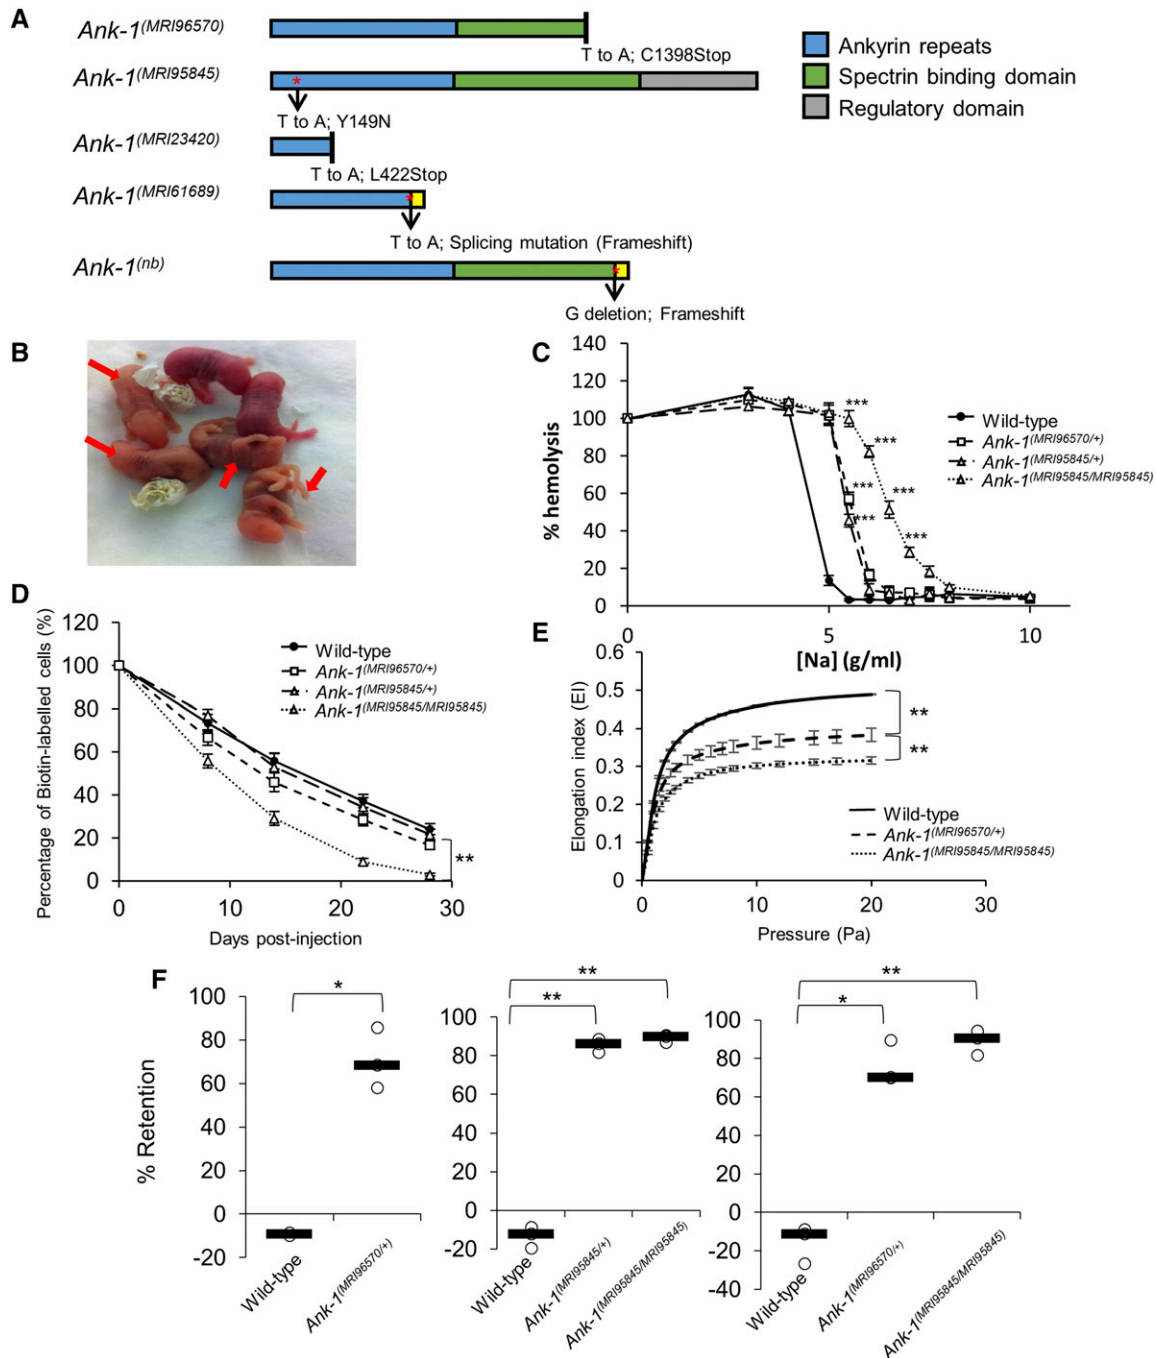 A
Ank-1(MRI96570)
T to A; C1398Stop
Ank-1(MRI95845)
T to A; Y149N
Ank-1(MRI23420)
T to A; L422Stop
Ank-1(MRI61689)
T to A; Splicing mutation (Frameshift)
Ank-1(nb)
G deletion; Frameshift
Ankyrin repeats
Spectrin binding domain
Regulatory domain
B
C
% hemolysis
140
120
100
80
60
40
20
0
0
5
10
[Na] (g/ml)
***
***
***
***
***
***
Wild-type
Ank-1(MRI96570/+)
Ank-1(MRI95845/+)
Ank-1(MRI95845/MRI95845)
D
Percentage of Biotin-labelled cells (%)
120
100
80
60
40
20
0
0
10
20
30
Days post-injection
Wild-type
Ank-1(MRI96570/+)
Ank-1(MRI95845/+)
Ank-1(MRI95845/MRI95845)
**
E
Elongation index (EI)
0.6
0.5
0.4
0.3
0.2
0.1
0
0
10
20
30
Pressure (Pa)
**
**
Wild-type
Ank-1(MRI96570/+)
Ank-1(MRI95845/MRI95845)
F
% Retention
100
80
60
40
20
0
-20
*
Wild-type
Ank-1(MRI96570/+)
100
80
60
40
20
0
-20
**
**
Wild-type
Ank-1(MRI95845/+)
Ank-1(MRI95845/MRI95845)
100
80
60
40
20
0
-20
-40
**
*
Wild-type
Ank-1(MRI96570/+)
Ank-1(MRI95845/MRI95845)